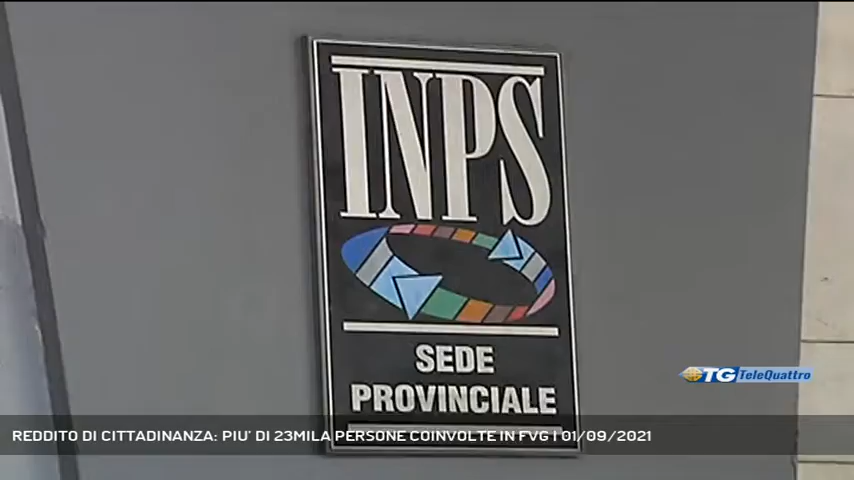 INPS
SEDE
PROVINCIALE
TG TeleQuattro
REDDITO DI CITTADINANZA: PIU' DI 23MILA PERSONE COINVOLTE IN FVG | 01/09/2021